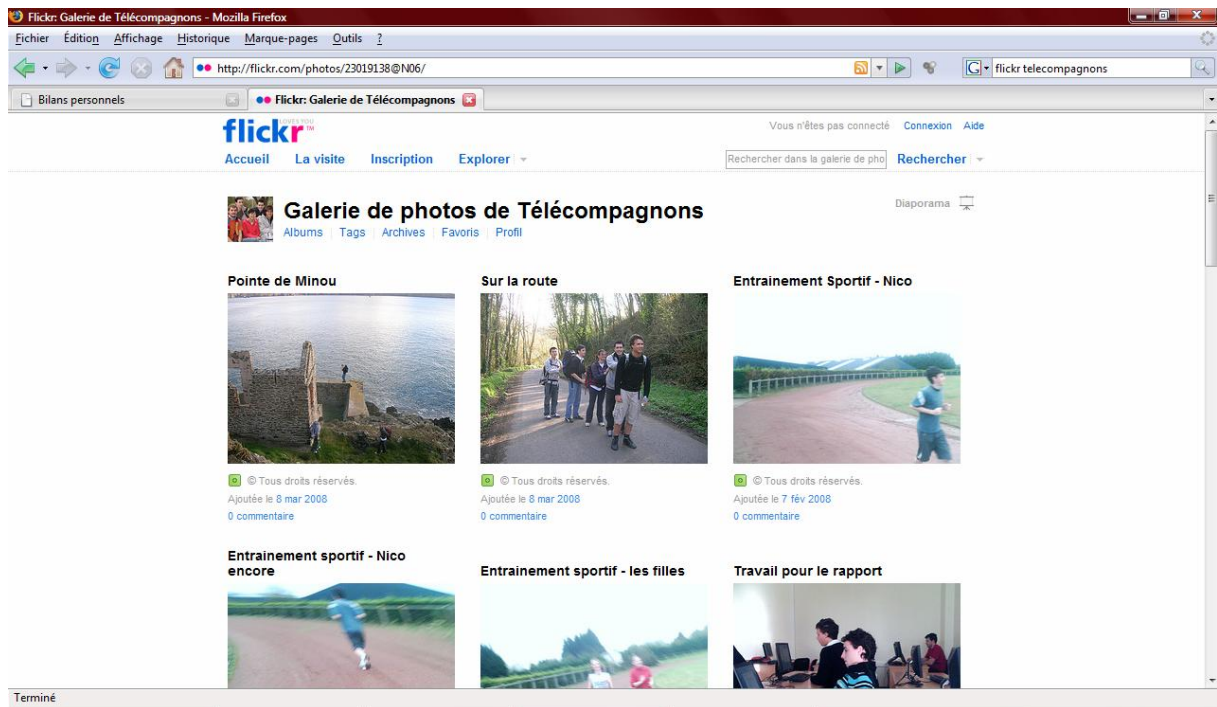 Flickr: Galerie de Télécompagnons - Mozilla Firefox
Fichier Édition Affichage Historique Marque-pages Outils ?
http://flickr.com/photos/23019138@N06/
flickr telecompagnons
Bilans personnels
Flickr: Galerie de Télécompagnons
flickr LOVES YOU TM
Vous n'êtes pas connecté Connexion Aide
Accueil La visite Inscription Explorer
Rechercher dans la galerie de pho Rechercher
Galerie de photos de Télécompagnons
Diaporama
Albums Tags Archives Favoris Profil
Pointe de Minou
Sur la route
Entrainement Sportif - Nico
© Tous droits réservés.
© Tous droits réservés.
© Tous droits réservés.
Ajoutée le 8 mar 2008
Ajoutée le 8 mar 2008
Ajoutée le 7 fév 2008
0 commentaire
0 commentaire
0 commentaire
Entrainement sportif - Nico
encore
Entrainement sportif - les filles
Travail pour le rapport
Terminé